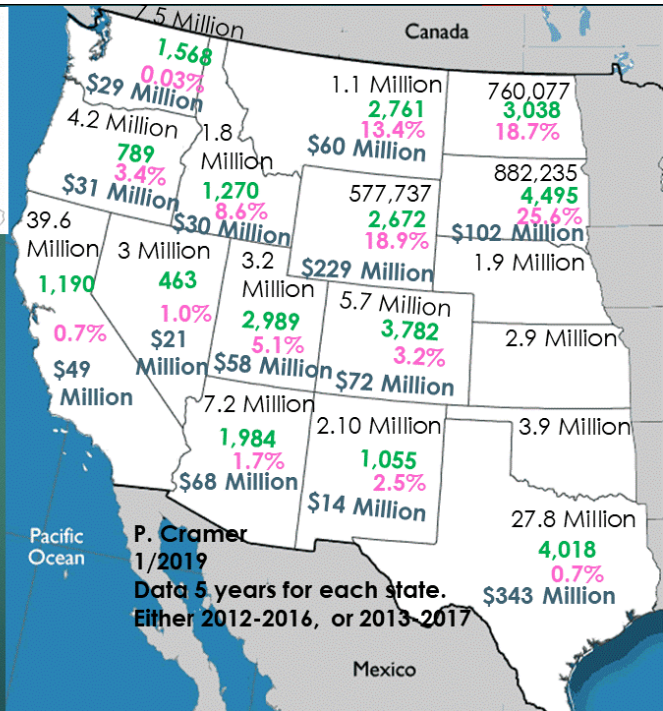 7.5 Million
Canada
1,568
0.03%
$29 Million
1.1 Million
2,761
13.4%
$60 Million
760,077
3,038
18.7%
4.2 Million
789
3.4%
$31 Million
1.8
Million
1,270
8.6%
$30 Million
577,737
2,672
18.9%
$229 Million
882,235
4,495
25.6%
$102 Million
39.6
Million
1,190
0.7%
$49
Million
3 Million
463
1.0%
$21
Million
3.2
Million
2,989
5.1%
$58 Million
5.7 Million
3,782
3.2%
$72 Million
1.9 Million
2.9 Million
7.2 Million
1,984
1.7%
$68 Million
2.10 Million
1,055
2.5%
$14 Million
3.9 Million
27.8 Million
4,018
0.7%
$343 Million
Pacific
Ocean
P. Cramer
1/2019
Data 5 years for each state.
Either 2012-2016, or 2013-2017
Mexico